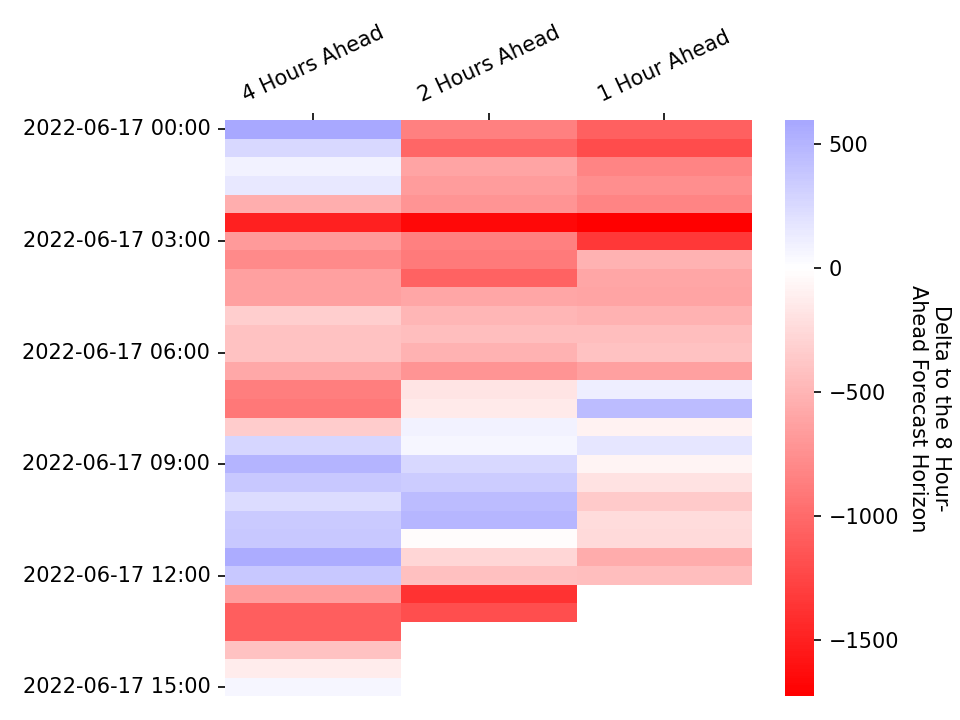 4 Hours Ahead
2 Hours Ahead
1 Hour Ahead
2022-06-17 00:00
2022-06-17 03:00
2022-06-17 06:00
2022-06-17 09:00
2022-06-17 12:00
2022-06-17 15:00
500
0
−500
−1000
−1500
Delta to the 8 Hour-
Ahead Forecast Horizon